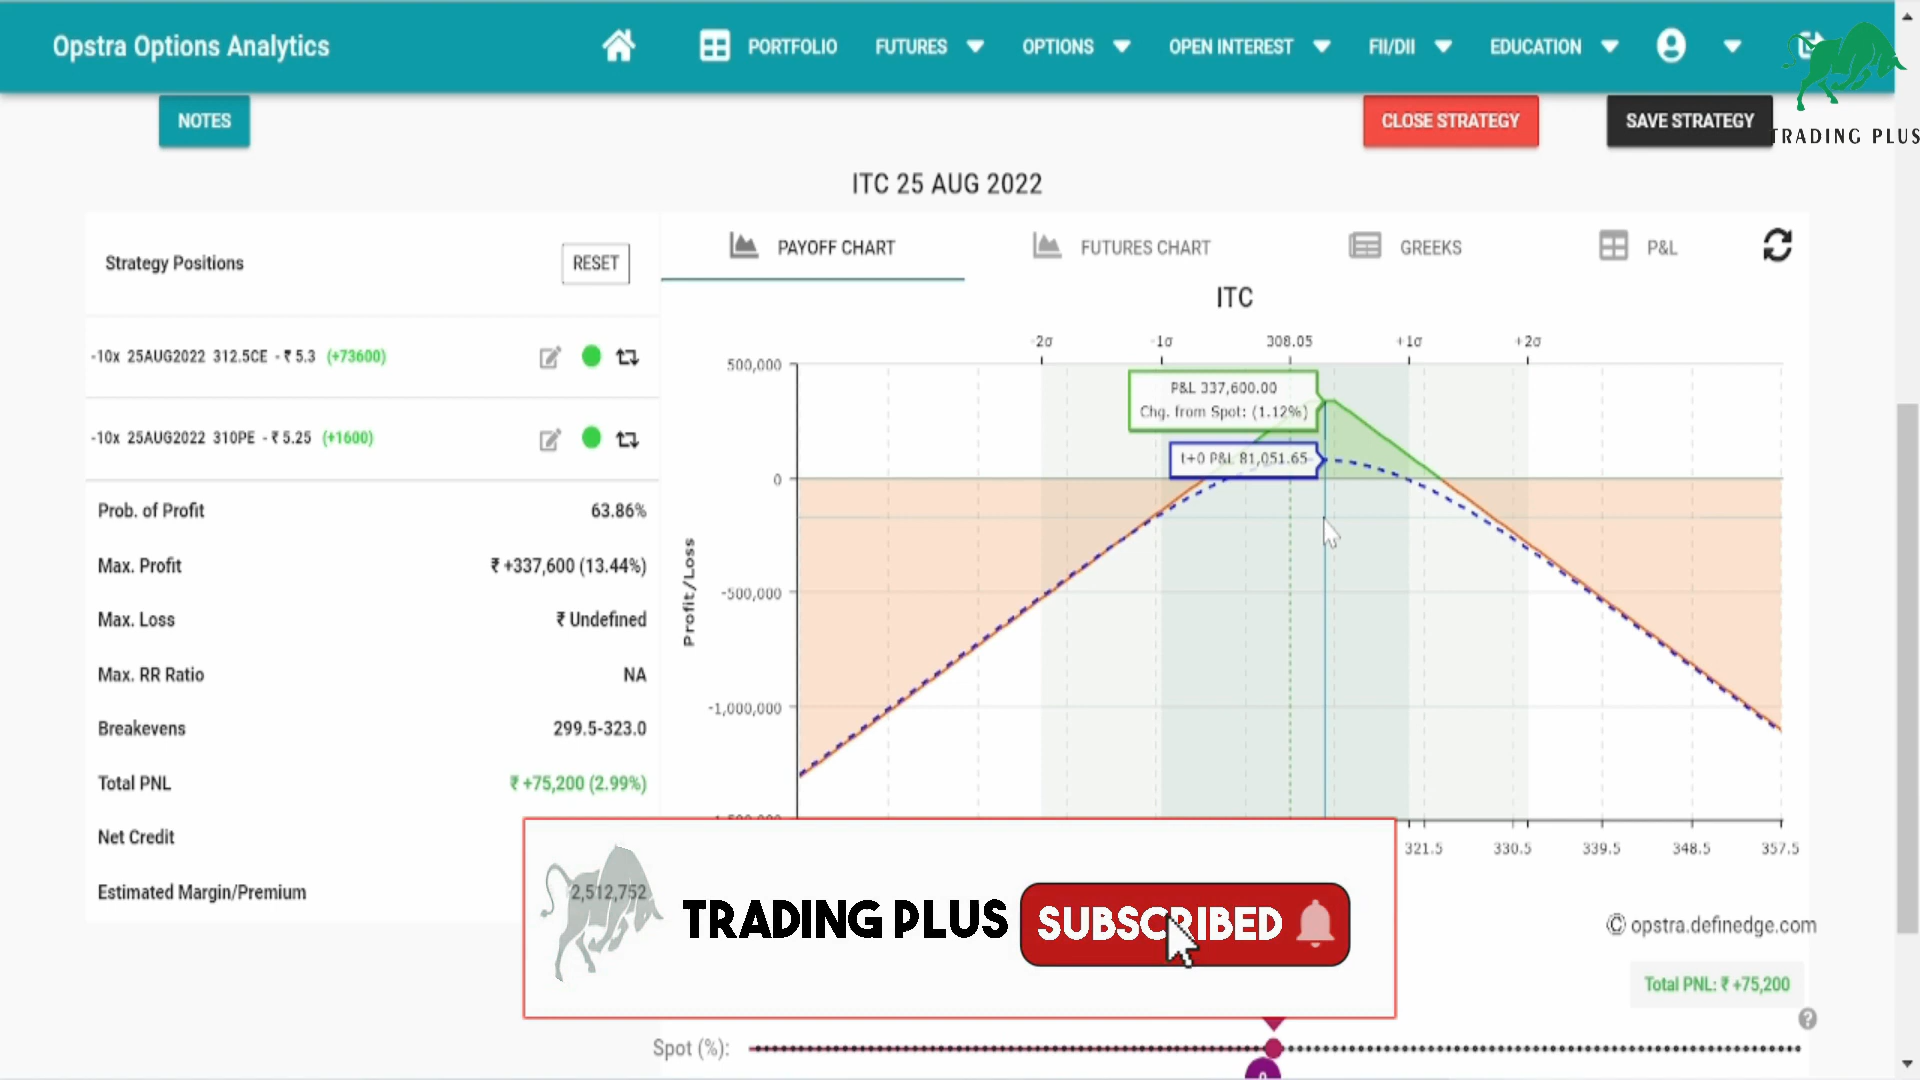 Opstra Options Analytics
PORTFOLIO FUTURES OPTIONS OPEN INTEREST FII/DII EDUCATION
TRADING PLUS
NOTES CLOSE STRATEGY SAVE STRATEGY
ITC 25 AUG 2022
Strategy Positions RESET
PAYOFF CHART FUTURES CHART GREEKS P&L
ITC
-2σ -1σ 308.05 +1σ +2σ
-10x 25AUG2022 312.5CE - ₹ 5.3 (+73600)
-10x 25AUG2022 310PE - ₹ 5.25 (+1600)
Prob. of Profit 63.86%
Max. Profit ₹ +337,600 (13.44%)
Max. Loss ₹ Undefined
Max. RR Ratio NA
Breakevens 299.5-323.0
Total PNL ₹ +75,200 (2.99%)
Net Credit
Estimated Margin/Premium 2,512,752
Profit/Loss
500,000
0
-500,000
-1,000,000
P&L 337,600.00
Chg. from Spot: (1.12%)
t+0 P&L 81,051.65
321.5 330.5 339.5 348.5 357.5
TRADING PLUS SUBSCRIBED
© opstra.definedge.com
Total PNL: ₹ +75,200
?
Spot (%):